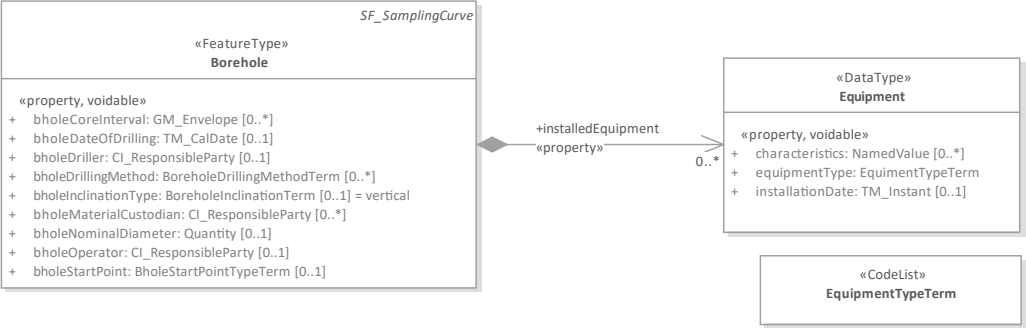 SF_SamplingCurve
«FeatureType»
Borehole
«property, voidable»
+ bholeCoreInterval: GM_Envelope [0..*]
+ bholeDateOfDrilling: TM_CalDate [0..1]
+ bholeDriller: CI_ResponsibleParty [0..1]
+ bholeDrillingMethod: BoreholeDrillingMethodTerm [0..*]
+ bholeInclinationType: BoreholeInclinationTerm [0..1] = vertical
+ bholeMaterialCustodian: CI_ResponsibleParty [0..*]
+ bholeNominalDiameter: Quantity [0..1]
+ bholeOperator: CI_ResponsibleParty [0..1]
+ bholeStartPoint: BholeStartPointTypeTerm [0..1]
+installedEquipment
«property»
0..*
«DataType»
Equipment
«property, voidable»
+ characteristics: NamedValue [0..*]
+ equipmentType: EquimentTypeTerm
+ installationDate: TM_Instant [0..1]
«CodeList»
EquipmentTypeTerm